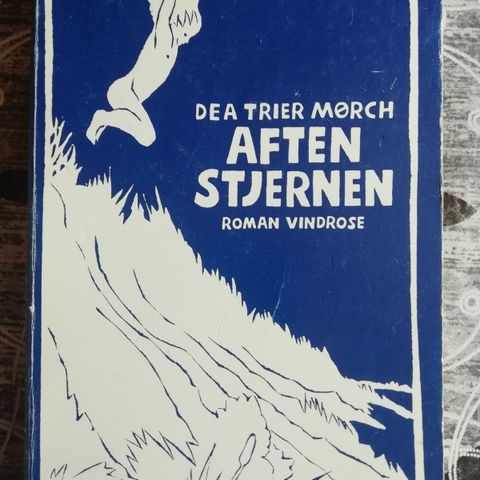 DEA TRIER MØRCH
AFTEN
STJERNEN
ROMAN VINDROSE